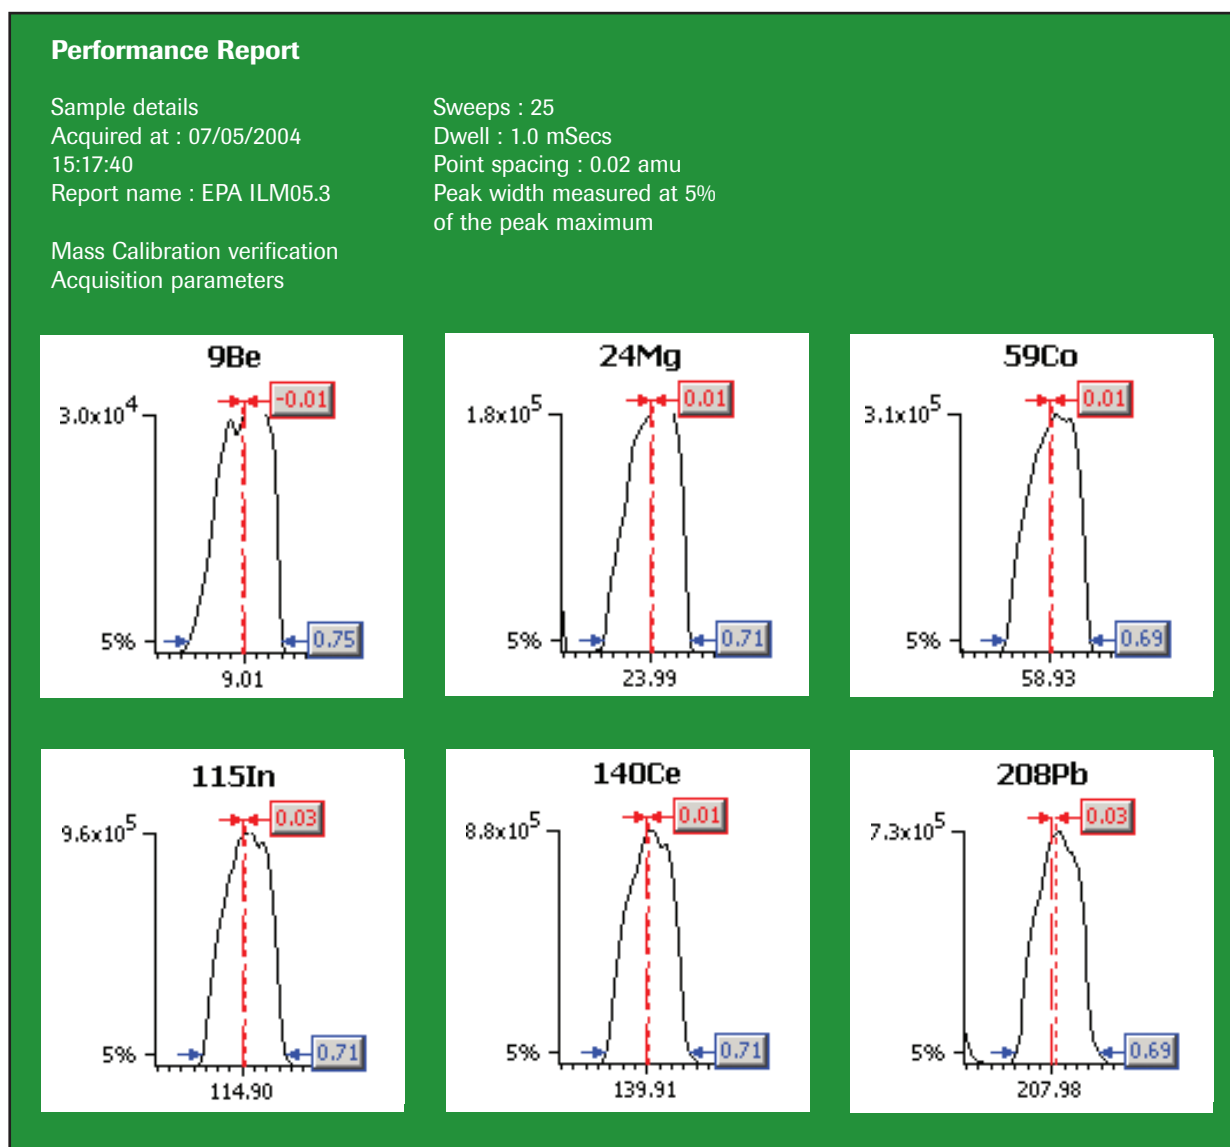 Performance Report
Sample details
Acquired at : 07/05/2004
15:17:40
Report name : EPA ILM05.3
Mass Calibration verification
Acquisition parameters
Sweeps : 25
Dwell : 1.0 mSecs
Point spacing : 0.02 amu
Peak width measured at 5%
of the peak maximum
9Be
-0.01
3.0x10^4
5%
0.75
9.01
24Mg
0.01
1.8x10^5
5%
0.71
23.99
59Co
0.01
3.1x10^5
5%
0.69
58.93
115In
0.03
9.6x10^5
5%
0.71
114.90
140Ce
0.01
8.8x10^5
5%
0.71
139.91
208Pb
0.03
7.3x10^5
5%
0.69
207.98